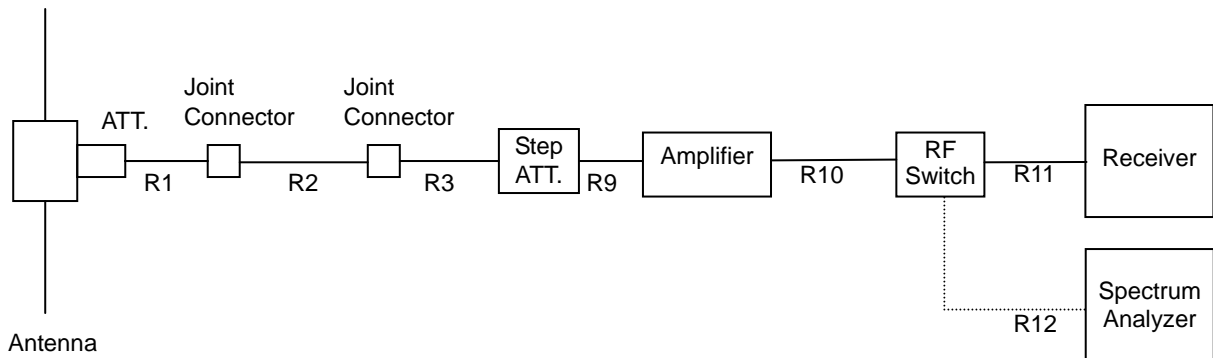 Joint
Connector
Joint
Connector
ATT.
Step
ATT.
Amplifier
RF
Switch
Receiver
R1
R2
R3
R9
R10
R11
Spectrum
Analyzer
R12
Antenna